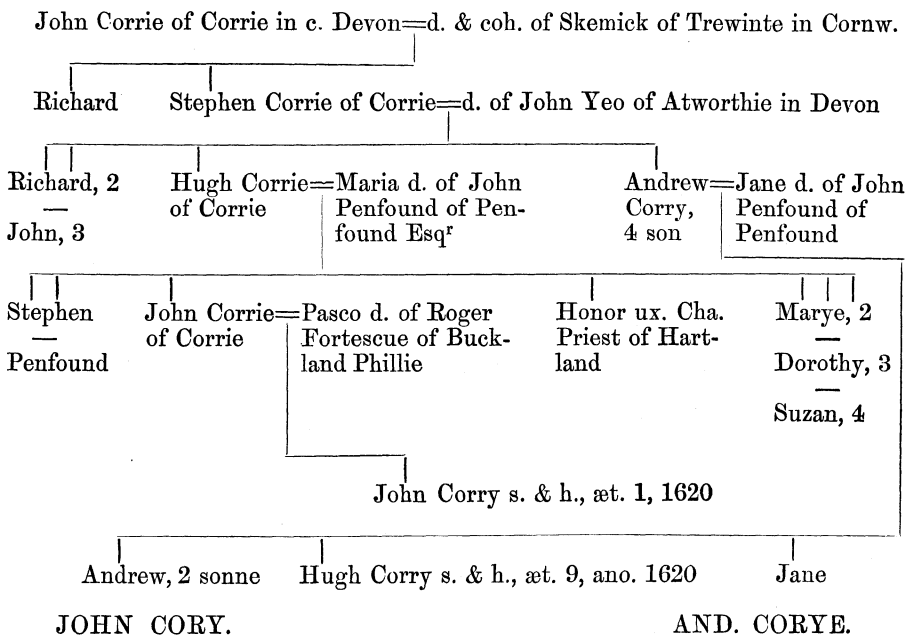 John Corrie of Corrie in c. Devon=d. & coh. of Skemick of Trewinte in Cornw.
Richard Stephen Corrie of Corrie=d. of John Yeo of Atworthie in Devon
Richard, 2
—
John, 3
Hugh Corrie=Maria d. of John
of Corrie Penfound of Pen-
found Esqʳ
Andrew=Jane d. of John
Corry, Penfound of
4 son Penfound
Stephen
—
Penfound
John Corrie=Pasco d. of Roger
of Corrie Fortescue of Buck-
land Phillie
Honor ux. Cha.
Priest of Hart-
land
Marye, 2
—
Dorothy, 3
—
Suzan, 4
John Corry s. & h., æt. 1, 1620
Andrew, 2 sonne Hugh Corry s. & h., æt. 9, ano. 1620 Jane
JOHN CORY. AND. CORYE.